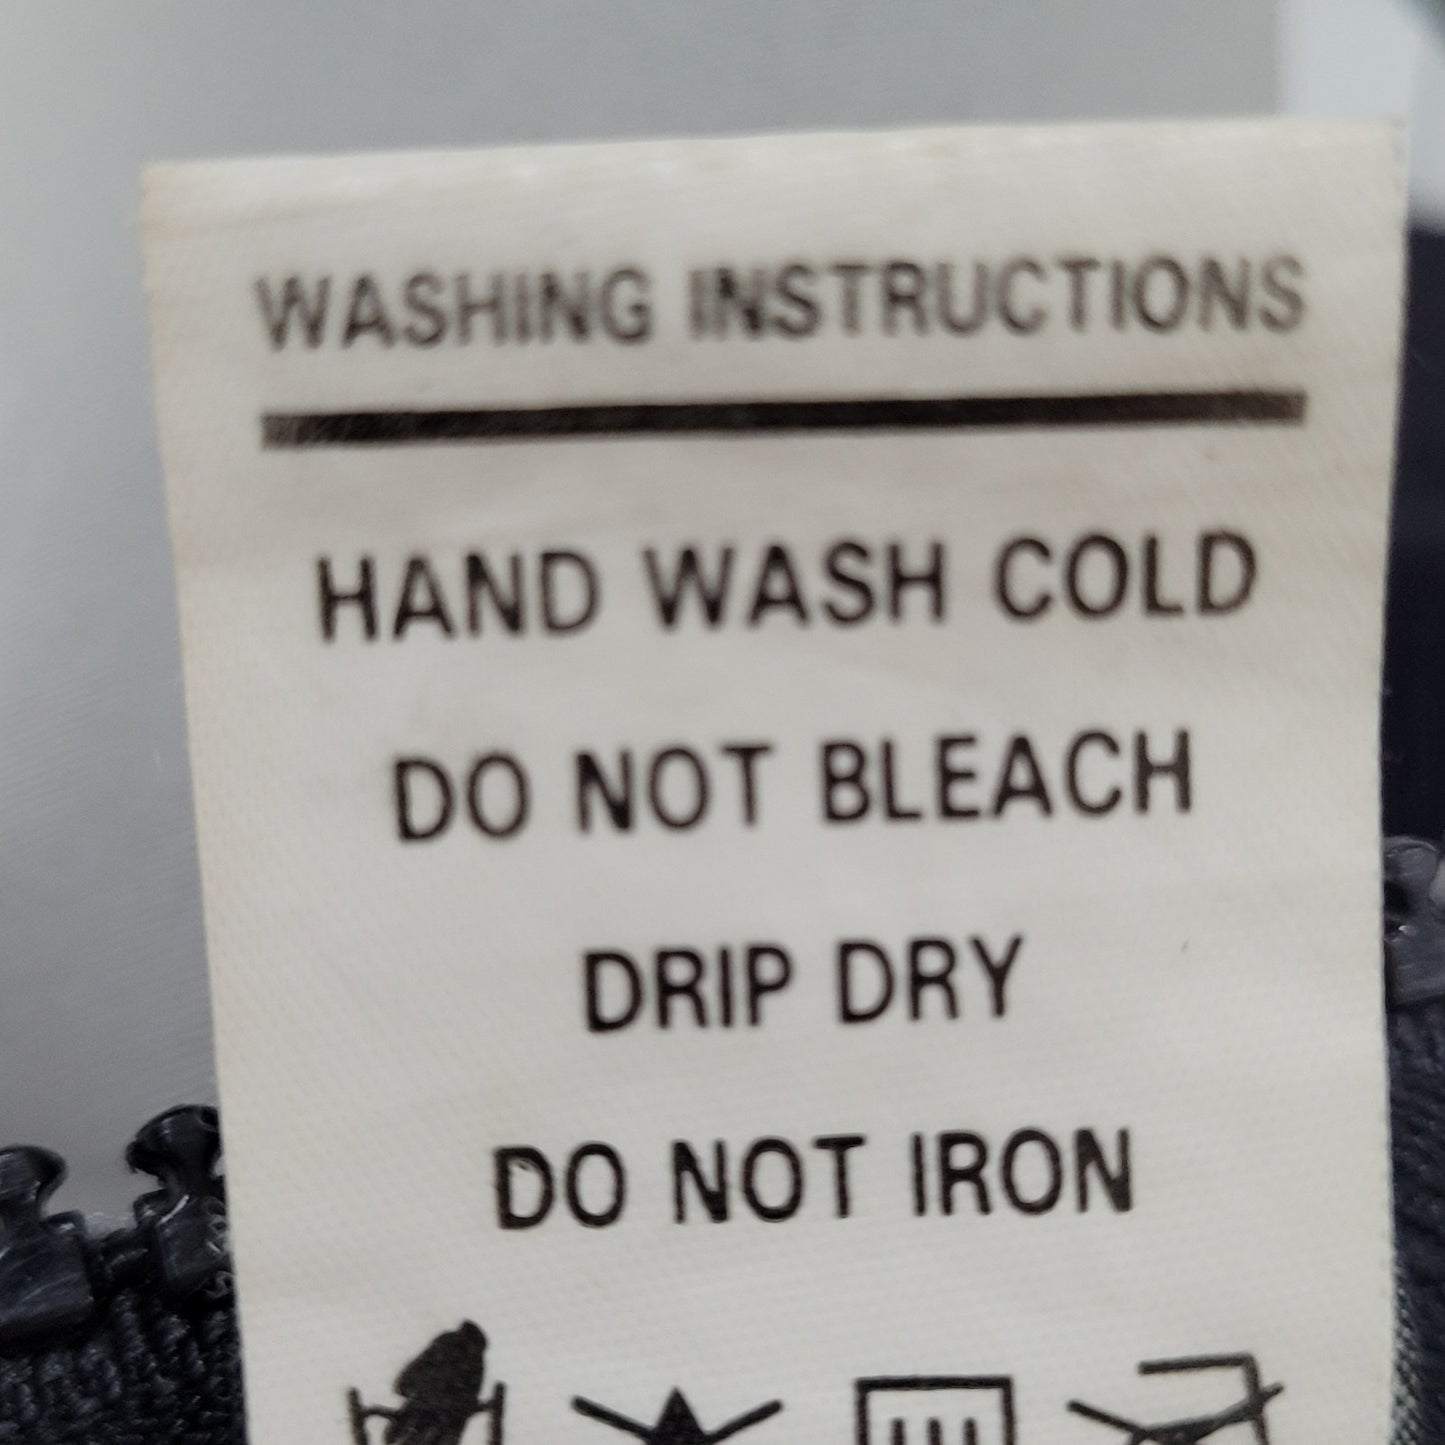 WASHING INSTRUCTIONS
HAND WASH COLD
DO NOT BLEACH
DRIP DRY
DO NOT IRON